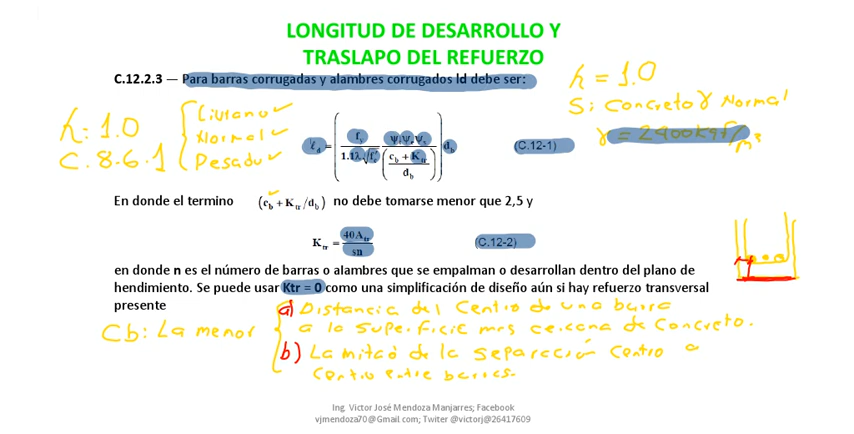 LONGITUD DE DESARROLLO Y
TRASLAPO DEL REFUERZO
C.12.2.3 — Para barras corrugadas y alambres corrugados ld debe ser:
λ = 1.0
Si Concreto γ Normal
γ = 2400 kgf/m³
λ: 1.0
C.8.6.1
Liviano ✓
Normal ✓
Pesado ✓
ℓd = ( fy / 1.1λ√f'c · ψtψeψs / ((cb + Ktr) / db) ) db (C.12-1)
En donde el termino (cb + Ktr/db) no debe tomarse menor que 2,5 y
Ktr = 40Atr / sn (C.12-2)
en donde n es el número de barras o alambres que se empalman o desarrollan dentro del plano de
hendimiento. Se puede usar Ktr = 0 como una simplificación de diseño aún si hay refuerzo transversal
presente
Cb: La menor
a) Distancia del Centro de una barra
a la superficie mas cercana de concreto.
b) La mitad de la separación centro a
centro entre barras.
Ing. Victor José Mendoza Manjarres; Facebook
vjmendoza70@Gmail com; Twiter @victorj@26417609